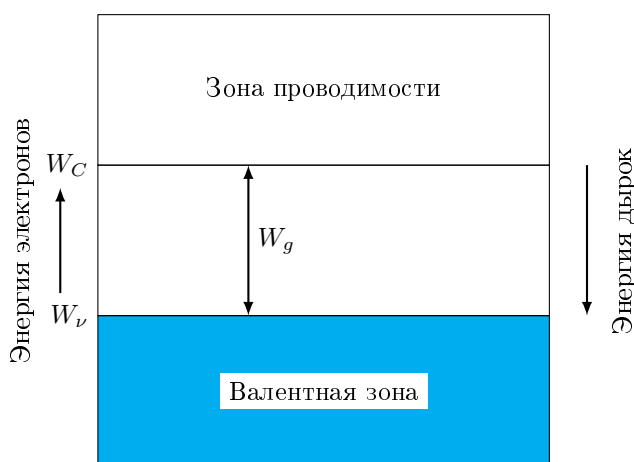 Зона проводимости
Энергия электронов
W_C
W_g
W_ν
Энергия дырок
Валентная зона